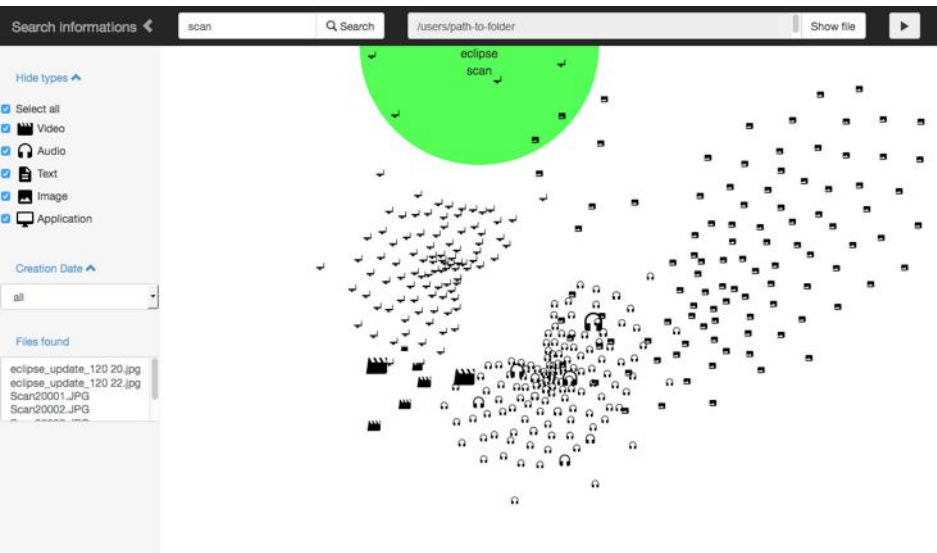 Search informations
scan
Search
/users/path-to-folder
Show file
eclipse
scan
Hide types
Select all
Video
Audio
Text
Image
Application
Creation Date
all
Files found
eclipse_update_120 20.jpg
eclipse_update_120 22.jpg
Scan20001.JPG
Scan20002.JPG